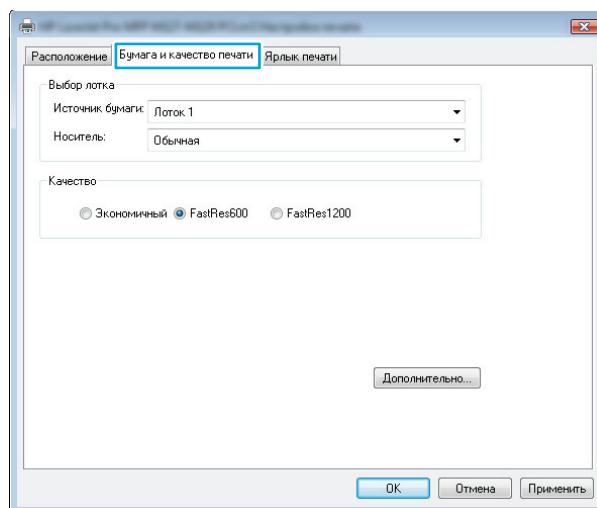 Расположение Бумага и качество печати Ярлык печати
Выбор лотка
Источник бумаги: Лоток 1
Носитель: Обычная
Качество
Экономичный FastRes600 FastRes1200
Дополнительно...
OK Отмена Применить